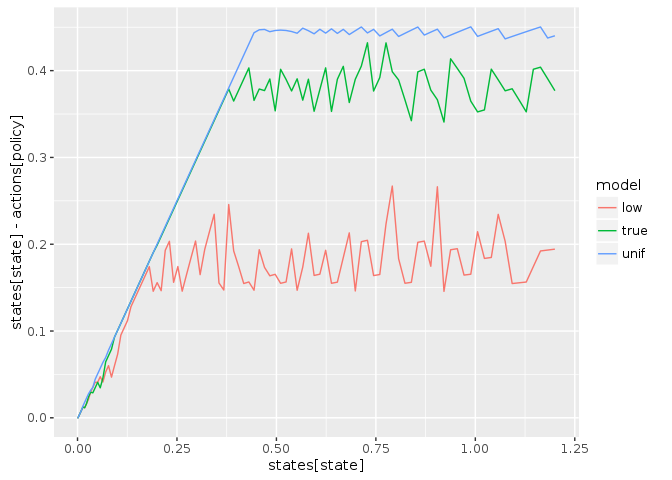 states[state] - actions[policy]
0.4
0.3
0.2
0.1
0.0
0.00 0.25 0.50 0.75 1.00 1.25
states[state]
model
low
true
unif